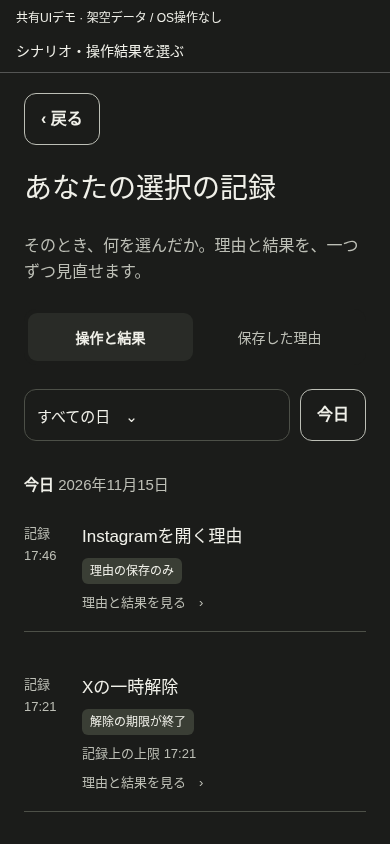 共有UIデモ · 架空データ / OS操作なし
シナリオ・操作結果を選ぶ
‹ 戻る
あなたの選択の記録
そのとき、何を選んだか。理由と結果を、一つ
ずつ見直せます。
操作と結果
保存した理由
すべての日
今日
今日 2026年11月15日
記録
17:46
Instagramを開く理由
理由の保存のみ
理由と結果を見る ›
記録
17:21
Xの一時解除
解除の期限が終了
記録上の上限 17:21
理由と結果を見る ›